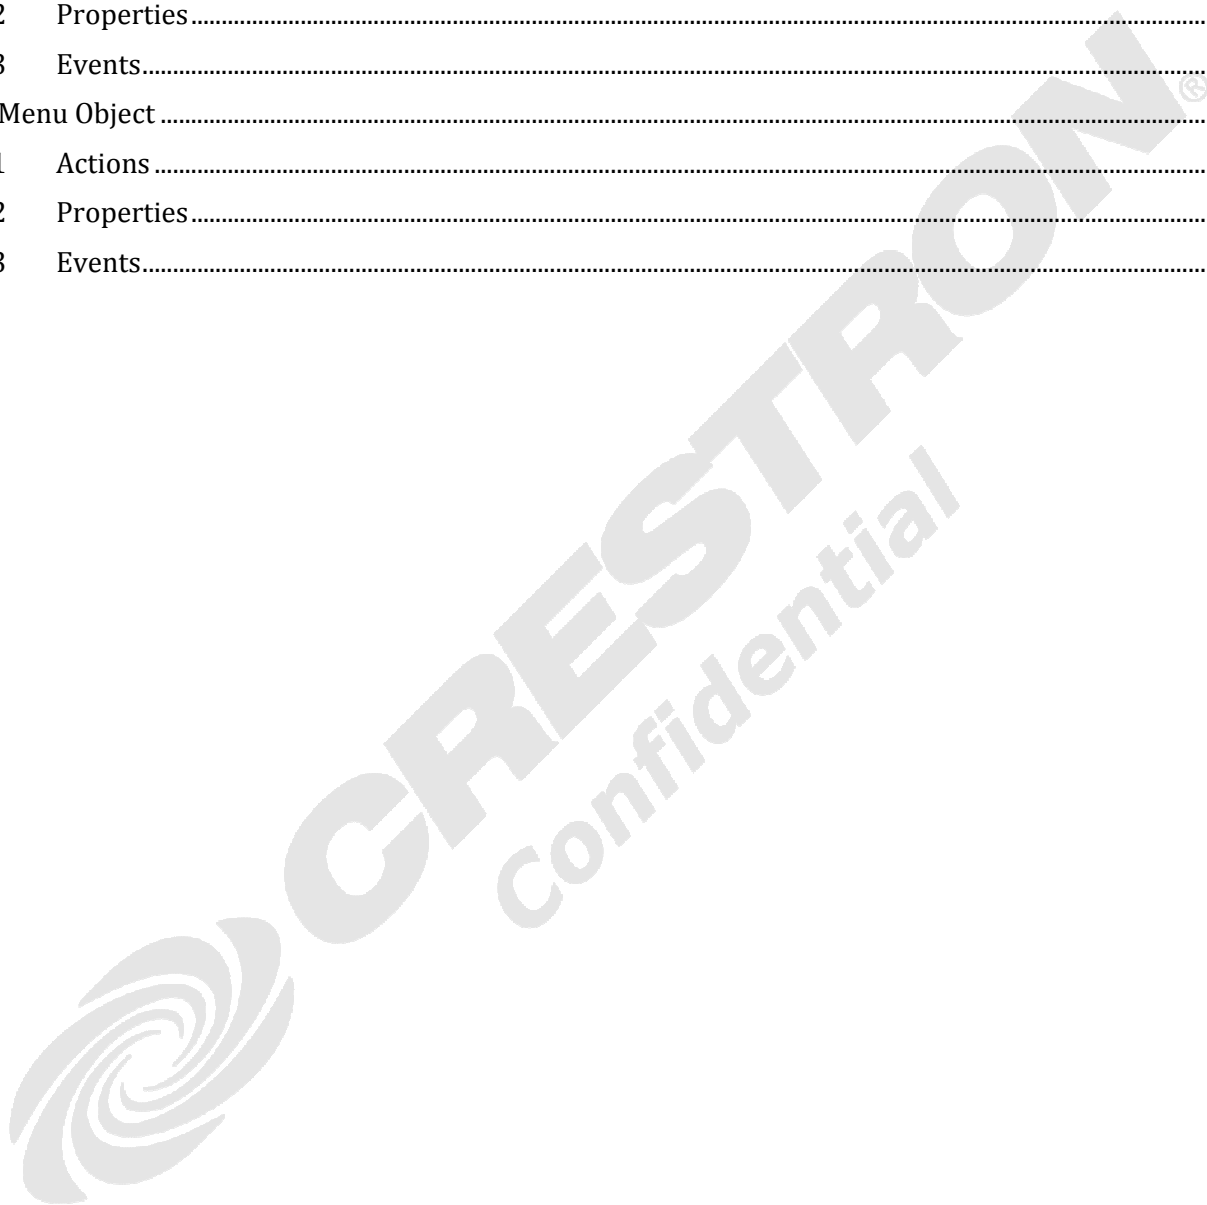 2 Properties
3 Events
Menu Object
1 Actions
2 Properties
3 Events
CRESTRON®
Confidential